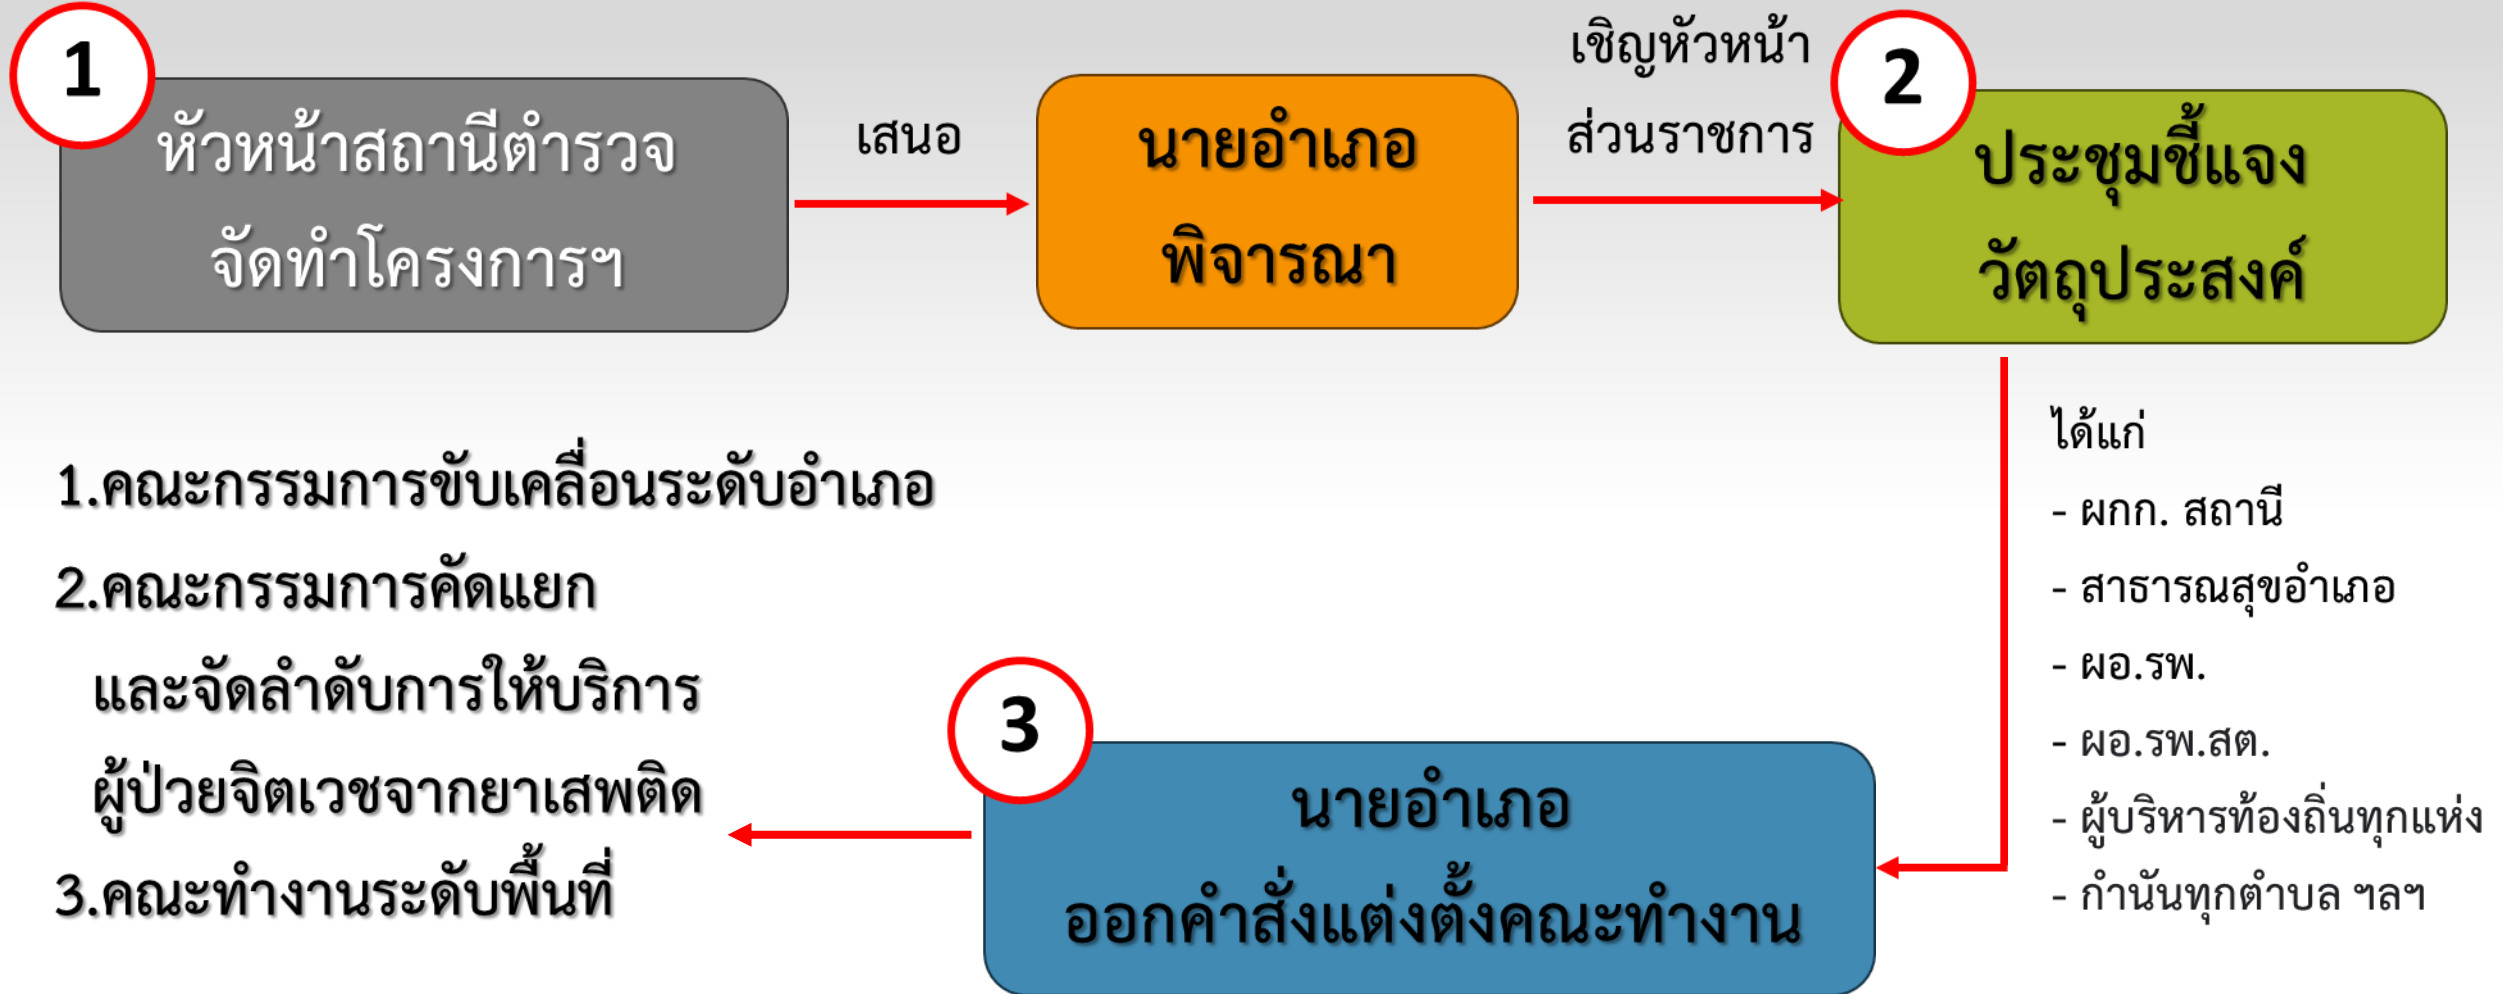 1
หัวหน้าสถานีตำรวจ
จัดทำโครงการฯ
เสนอ
นายอำเภอ
พิจารณา
เชิญหัวหน้า
ส่วนราชการ
2
ประชุมชี้แจง
วัตถุประสงค์
ได้แก่
- ผกก. สถานี
- สาธารณสุขอำเภอ
- ผอ.รพ.
- ผอ.รพ.สต.
- ผู้บริหารท้องถิ่นทุกแห่ง
- กำนันทุกตำบล ฯลฯ
3
นายอำเภอ
ออกคำสั่งแต่งตั้งคณะทำงาน
1.คณะกรรมการขับเคลื่อนระดับอำเภอ
2.คณะกรรมการคัดแยก
และจัดลำดับการให้บริการ
ผู้ป่วยจิตเวชจากยาเสพติด
3.คณะทำงานระดับพื้นที่